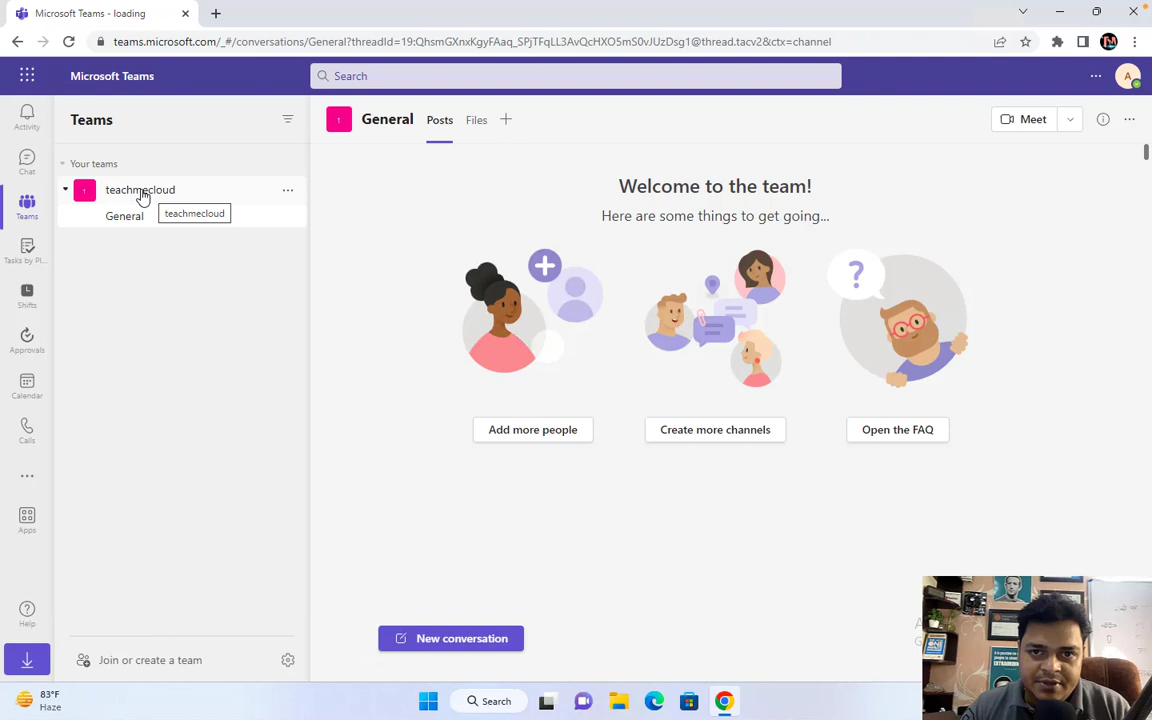 Microsoft Teams - loading
teams.microsoft.com/_#/conversations/General?threadId=19:QhsmGXnxKgyFAaq_SPjTFqLL3AvQcHXO5mS0vJUzDsg1@thread.tacv2&ctx=channel
Microsoft Teams
Search
A
Activity
Chat
Teams
Tasks by Pl...
Shifts
Approvals
Calendar
Calls
Apps
Help
Teams
Your teams
teachmecloud
General
teachmecloud
Join or create a team
General
Posts
Files
Meet
Welcome to the team!
Here are some things to get going...
Add more people
Create more channels
Open the FAQ
New conversation
83°F
Haze
Search